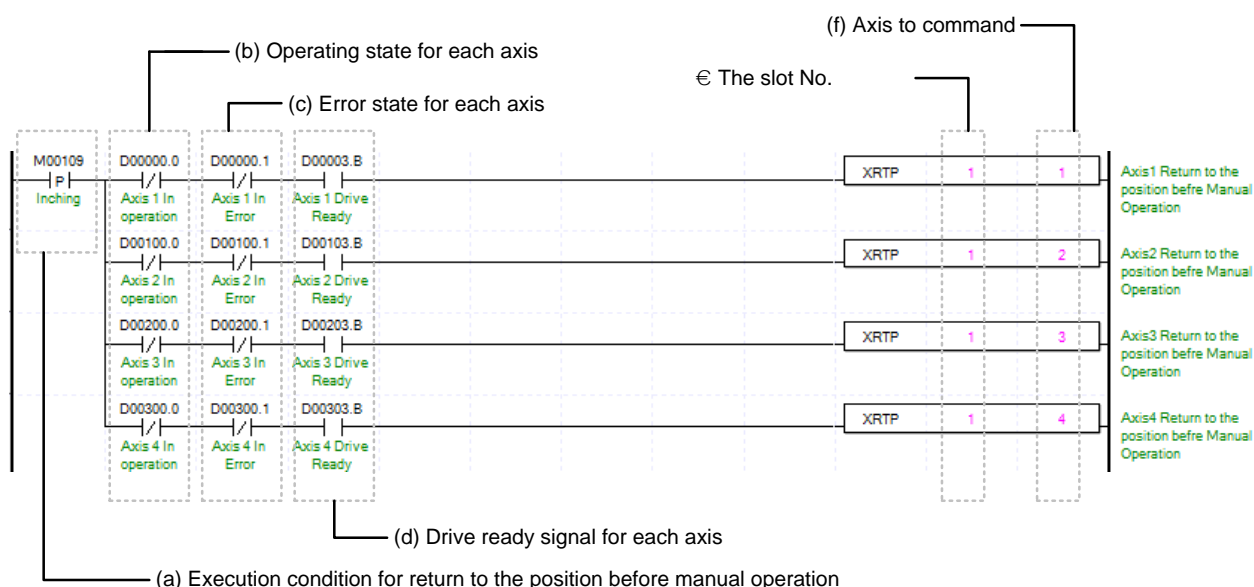 (f) Axis to command
(b) Operating state for each axis
€ The slot No.
(c) Error state for each axis
M00109 D00000.0 D00000.1 D00003.B
P
XRTP 1 1
Inching
Axis 1 In operation
Axis 1 In Error
Axis 1 Drive Ready
Axis1 Return to the
position befre Manual
Operation
D00100.0 D00100.1 D00103.B
XRTP 1 2
Axis 2 In operation
Axis 2 In Error
Axis 2 Drive Ready
Axis2 Return to the
position befre Manual
Operation
D00200.0 D00200.1 D00203.B
XRTP 1 3
Axis 3 In operation
Axis 3 In Error
Axis 3 Drive Ready
Axis3 Return to the
position befre Manual
Operation
D00300.0 D00300.1 D00303.B
XRTP 1 4
Axis 4 In operation
Axis 4 In Error
Axis 4 Drive Ready
Axis4 Return to the
position befre Manual
Operation
(d) Drive ready signal for each axis
(a) Execution condition for return to the position before manual operation